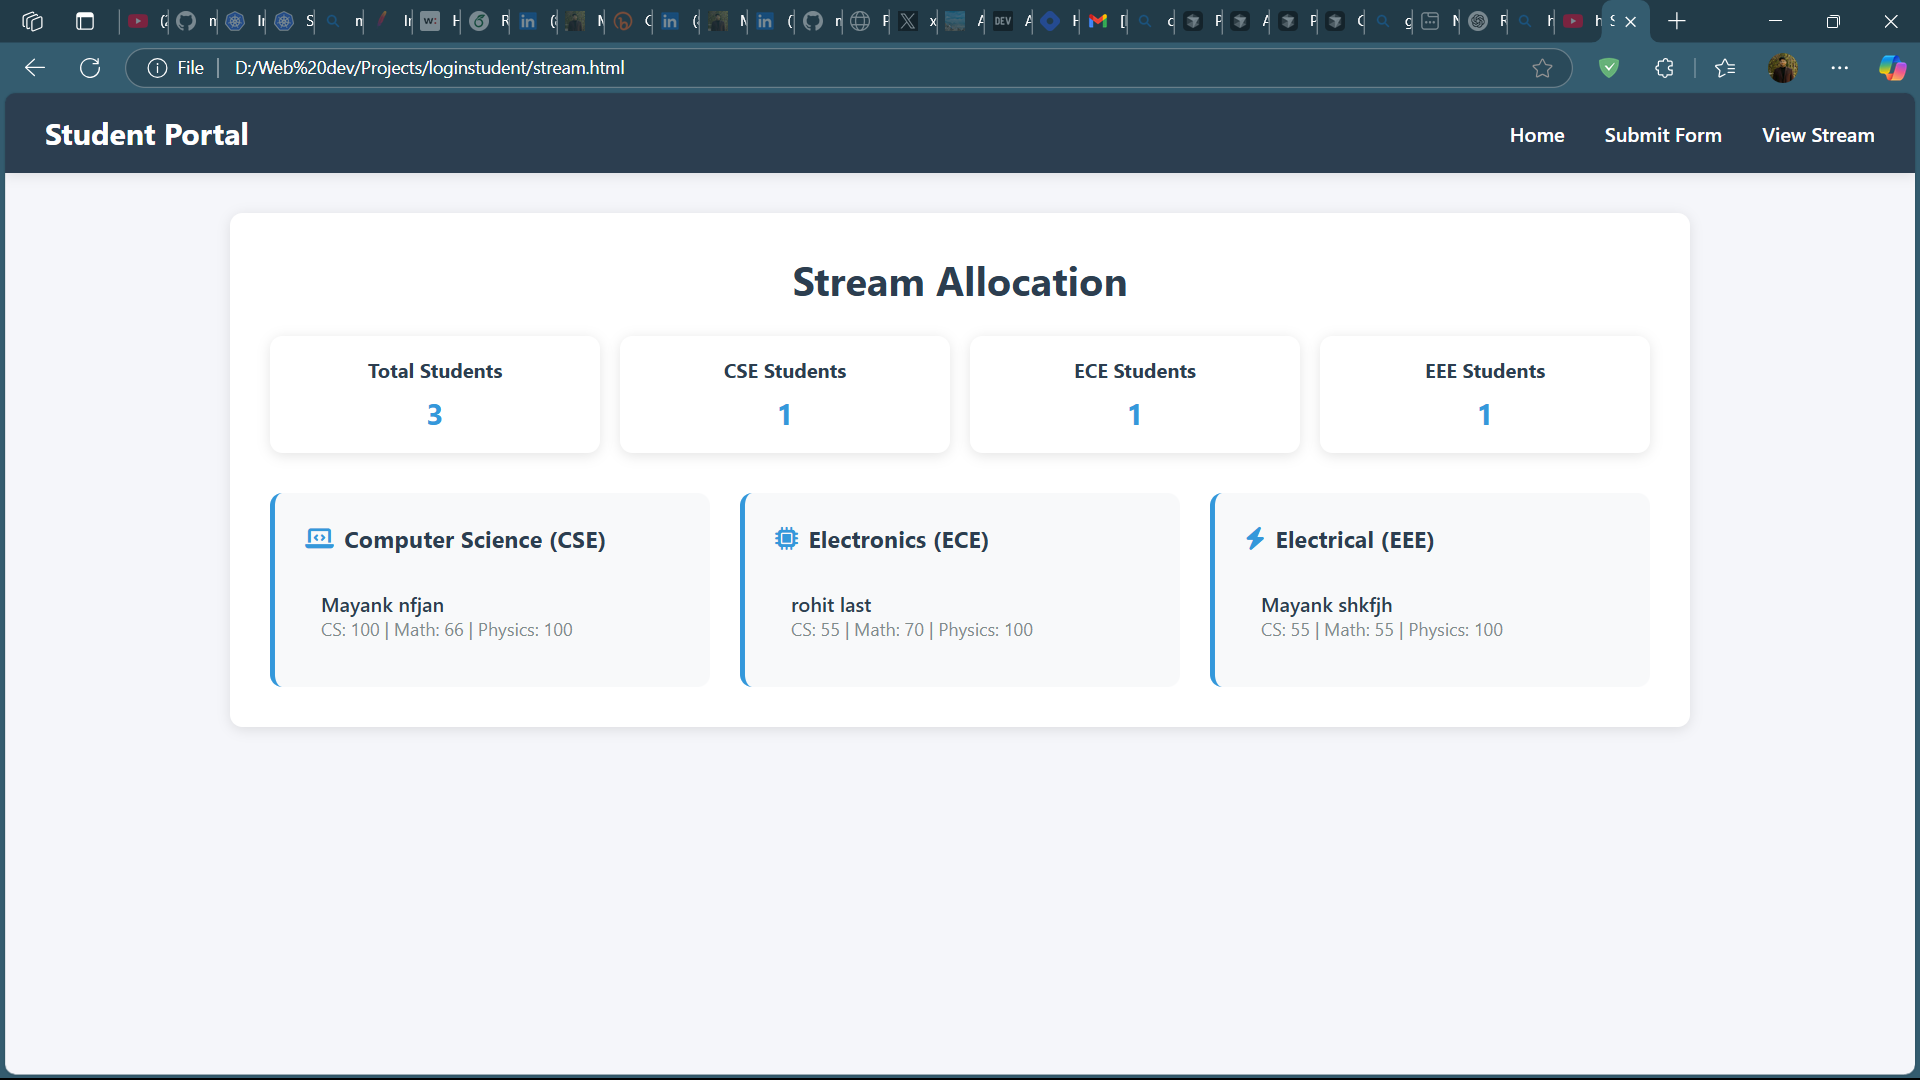 File D:/Web%20dev/Projects/loginstudent/stream.html
Student Portal
Home Submit Form View Stream
Stream Allocation
Total Students
3
CSE Students
1
ECE Students
1
EEE Students
1
Computer Science (CSE)
Mayank nfjan
CS: 100 | Math: 66 | Physics: 100
Electronics (ECE)
rohit last
CS: 55 | Math: 70 | Physics: 100
Electrical (EEE)
Mayank shkfjh
CS: 55 | Math: 55 | Physics: 100